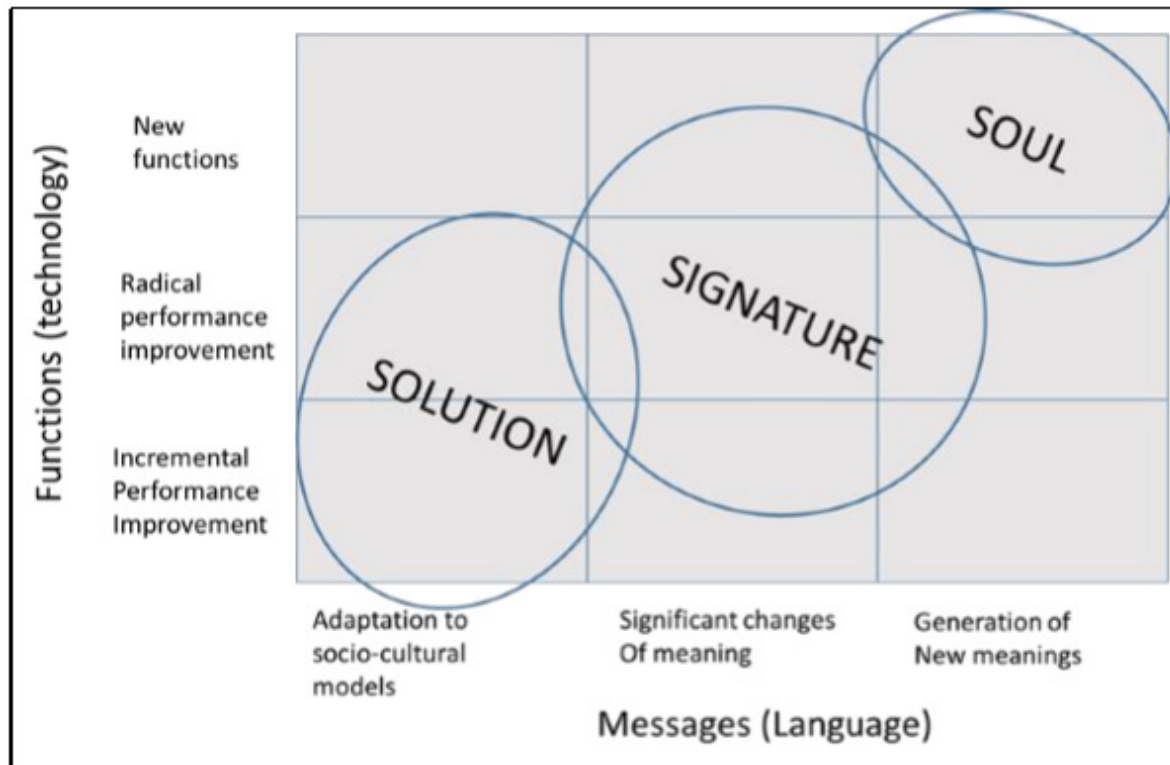 Functions (technology)
New
functions
Radical
performance
improvement
Incremental
Performance
Improvement
SOUL
SIGNATURE
SOLUTION
Adaptation to
socio-cultural
models
Significant changes
Of meaning
Generation of
New meanings
Messages (Language)